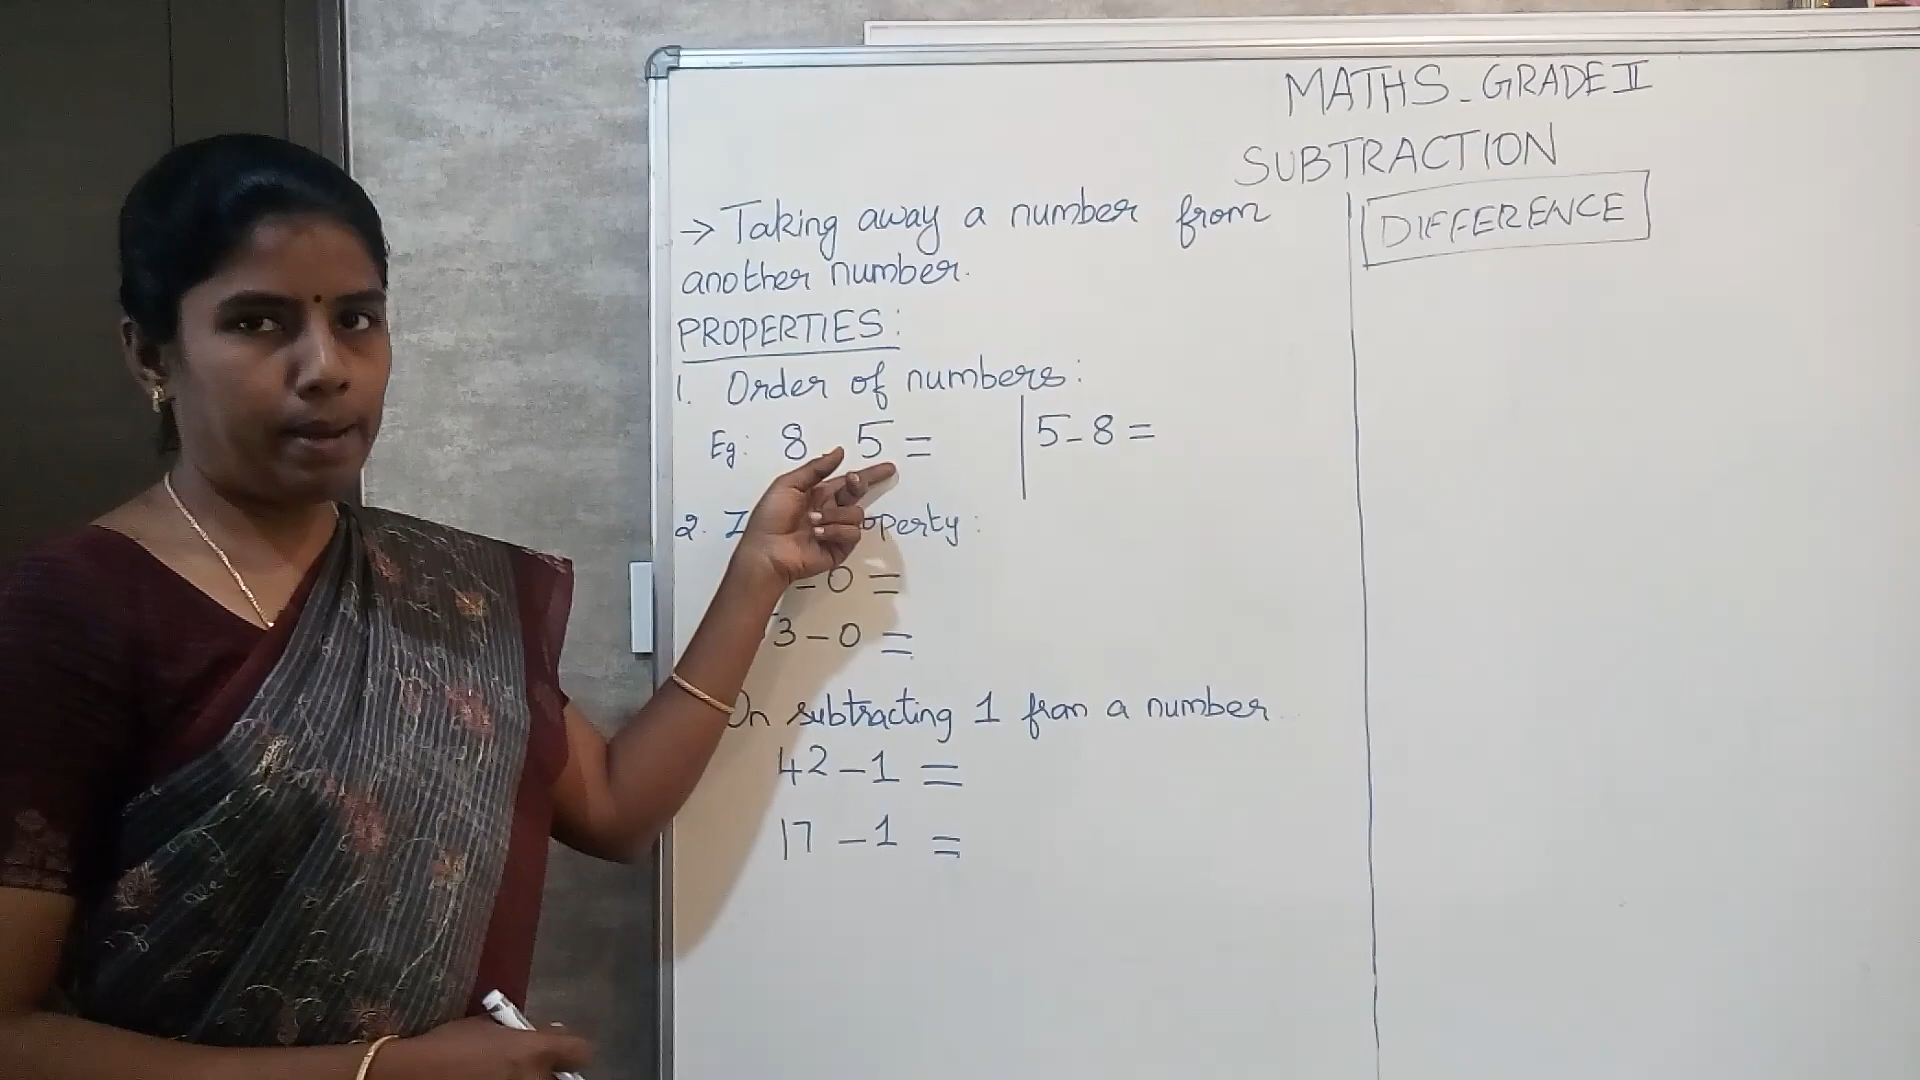 MATHS - GRADE II
SUBTRACTION
→ Taking away a number from
another number.
DIFFERENCE
PROPERTIES:
1. Order of numbers:
Eg: 8 - 5 =
5 - 8 =
2.
- 0 =
3 - 0 =
On subtracting 1 from a number
42 - 1 =
17 - 1 =